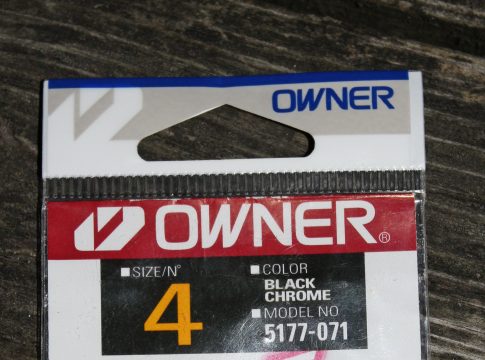 OWNER
OWNER®
SIZE/N°
4
COLOR
BLACK
CHROME
MODEL NO
5177-071